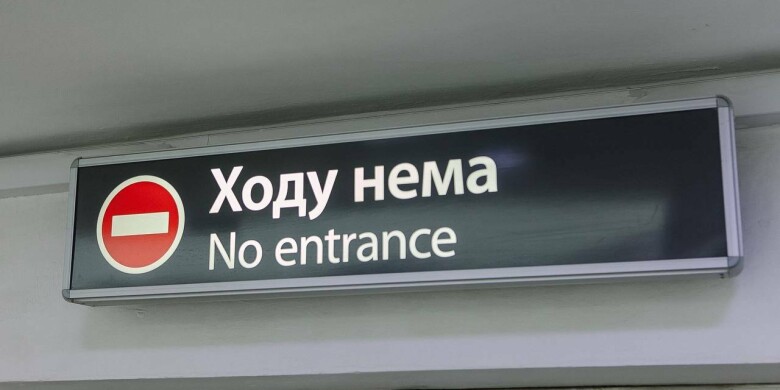 Ходу нема
No entrance